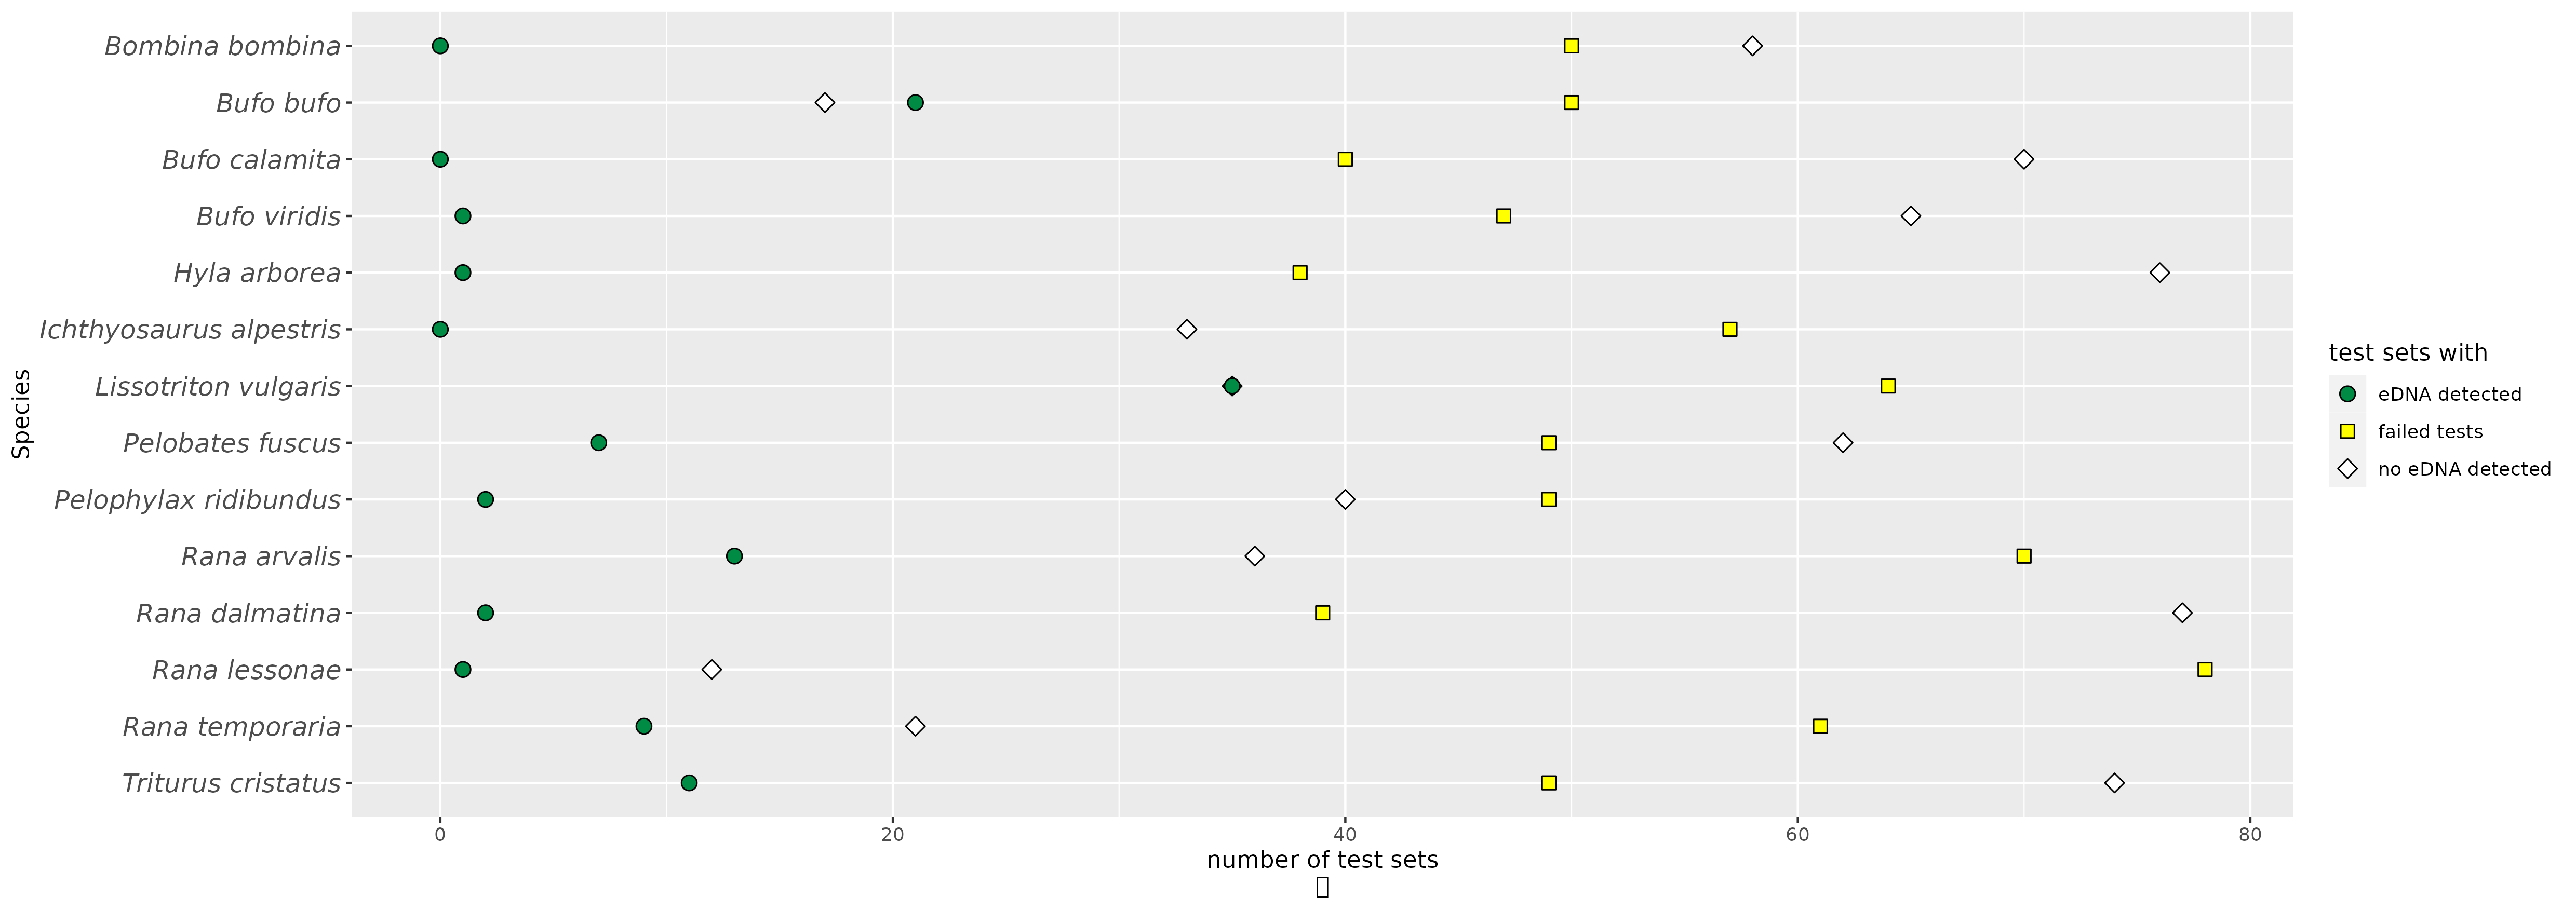 Species
Bombina bombina
Bufo bufo
Bufo calamita
Bufo viridis
Hyla arborea
Ichthyosaurus alpestris
Lissotriton vulgaris
Pelobates fuscus
Pelophylax ridibundus
Rana arvalis
Rana dalmatina
Rana lessonae
Rana temporaria
Triturus cristatus
0 20 40 60 80
number of test sets
test sets with
eDNA detected
failed tests
no eDNA detected